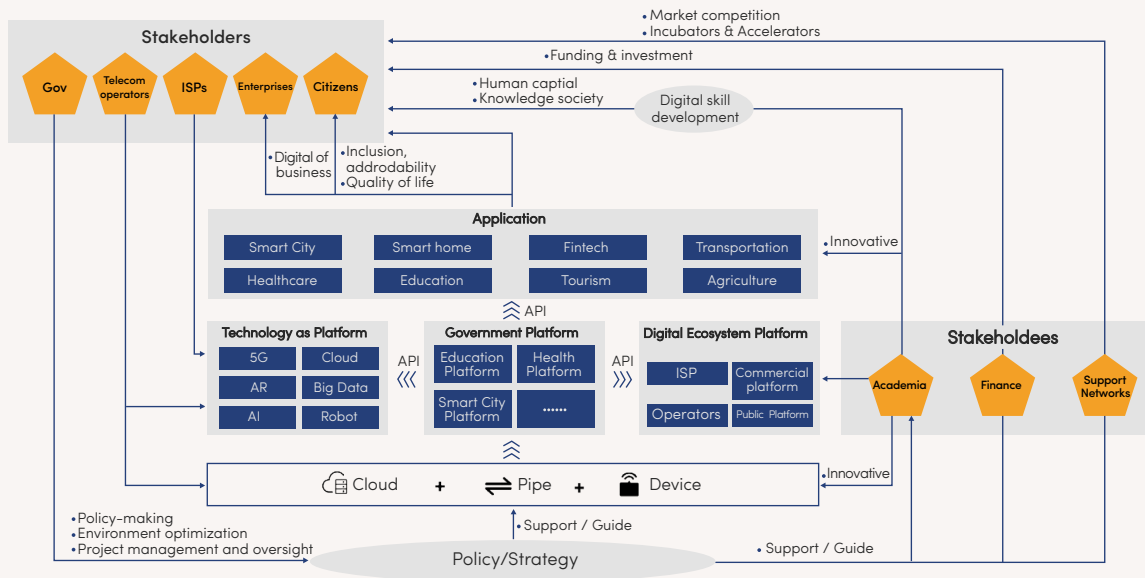 Stakeholders
Gov
Telecom
operators
ISPs
Enterprises
Citizens
• Market competition
• Incubators & Accelerators
•Funding & investment
• Human captial
• Knowledge society
Digital skill
development
•Digital of
business
•Inclusion,
addrodability
•Quality of life
Application
Smart City
Smart home
Fintech
Transportation
Healthcare
Education
Tourism
Agriculture
•Innovative
API
Technology as Platform
5G
Cloud
AR
Big Data
AI
Robot
API
Government Platform
Education
Platform
Health
Platform
Smart City
Platform
......
API
Digital Ecosystem Platform
ISP
Commercial
platform
Operators
Public Platform
Stakeholdees
Academia
Finance
Support
Networks
Cloud
+
Pipe
+
Device
•Innovative
•Policy-making
•Environment optimization
•Project management and oversight
• Support / Guide
Policy/Strategy
• Support / Guide